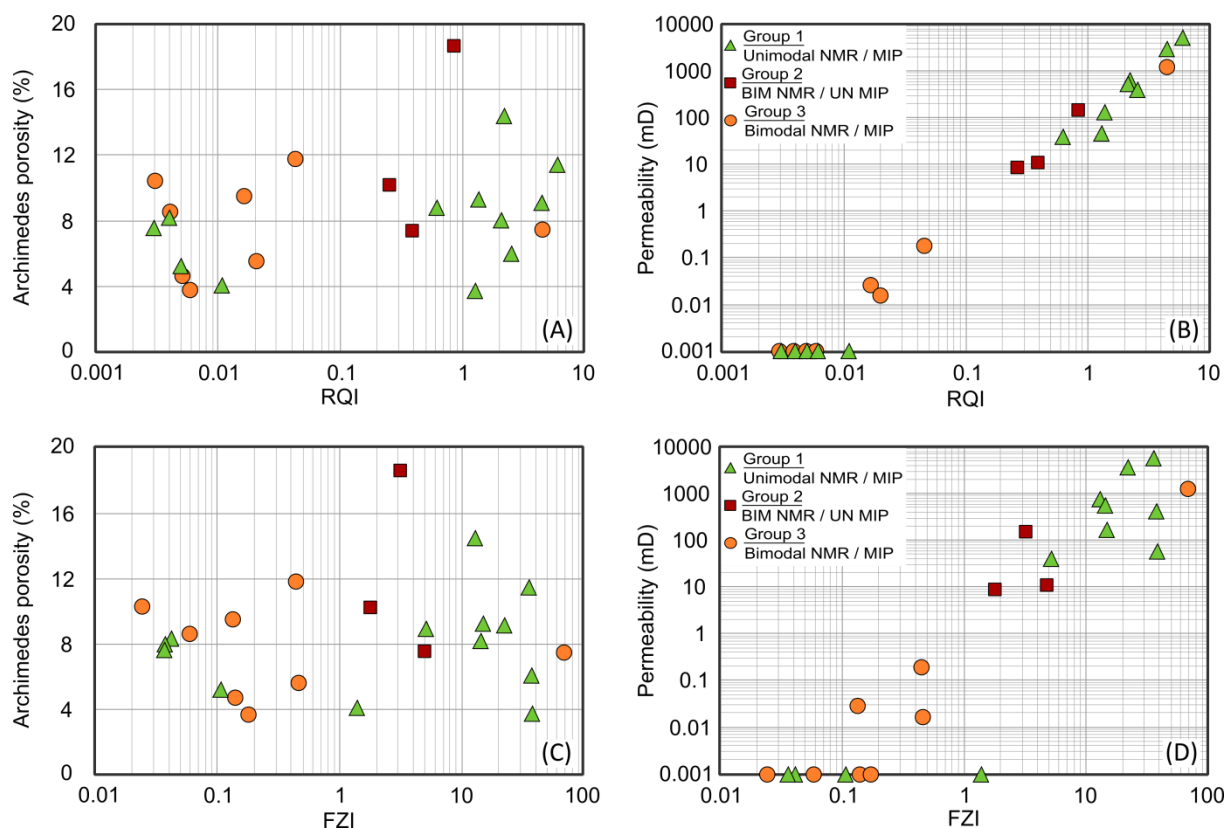 20
16
12
8
4
0
Archimedes porosity (%)
(A)
0.001
0.01
0.1
1
10
RQI
10000
1000
100
10
1
0.1
0.01
0.001
Permeability (mD)
Group 1
Unimodal NMR / MIP
Group 2
BIM NMR / UN MIP
Group 3
Bimodal NMR / MIP
(B)
0.001
0.01
0.1
1
10
RQI
20
16
12
8
4
0
Archimedes porosity (%)
(C)
0.01
0.1
1
10
100
FZI
10000
1000
100
10
1
0.1
0.01
0.001
Permeability (mD)
Group 1
Unimodal NMR / MIP
Group 2
BIM NMR / UN MIP
Group 3
Bimodal NMR / MIP
(D)
0.01
0.1
1
10
100
FZI